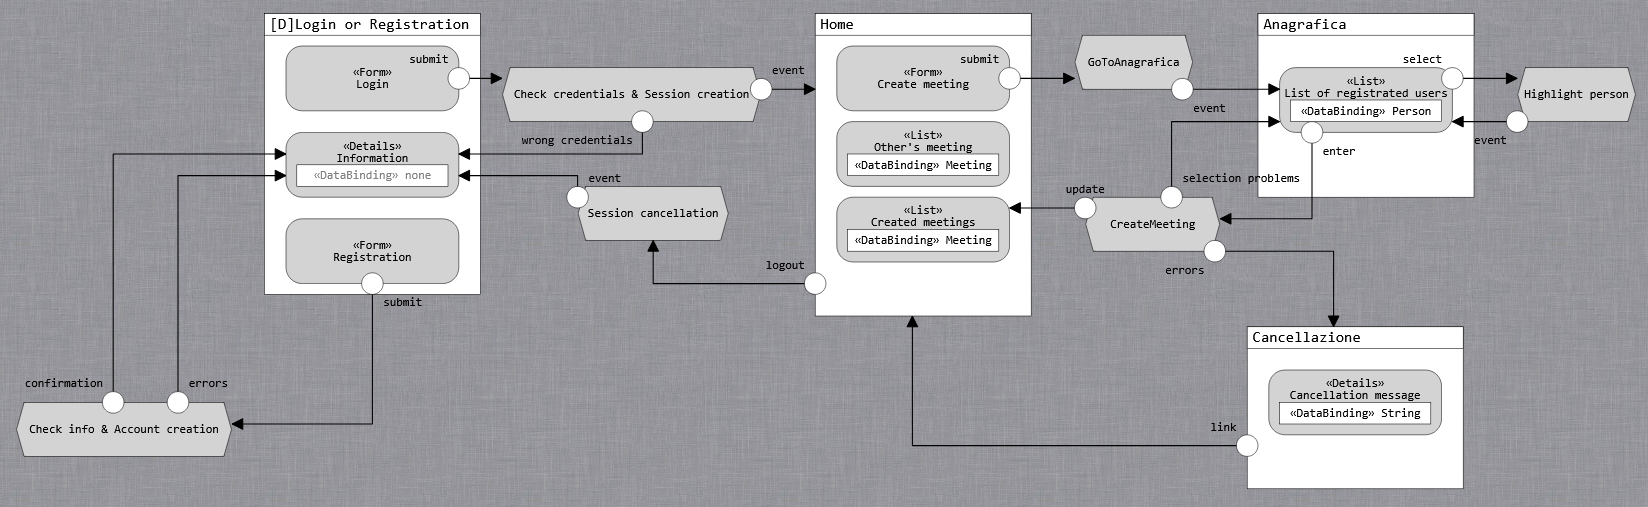 [D]Login or Registration
submit
«Form»
Login
«Details»
Information
«DataBinding» none
«Form»
Registration
submit
confirmation
errors
Check info & Account creation
Check credentials & Session creation
event
wrong credentials
event
Session cancellation
logout
Home
submit
«Form»
Create meeting
«List»
Other's meeting
«DataBinding» Meeting
«List»
Created meetings
«DataBinding» Meeting
GoToAnagrafica
event
update
selection problems
CreateMeeting
errors
Anagrafica
select
«List»
List of registrated users
«DataBinding» Person
enter
Highlight person
event
Cancellazione
«Details»
Cancellation message
«DataBinding» String
link